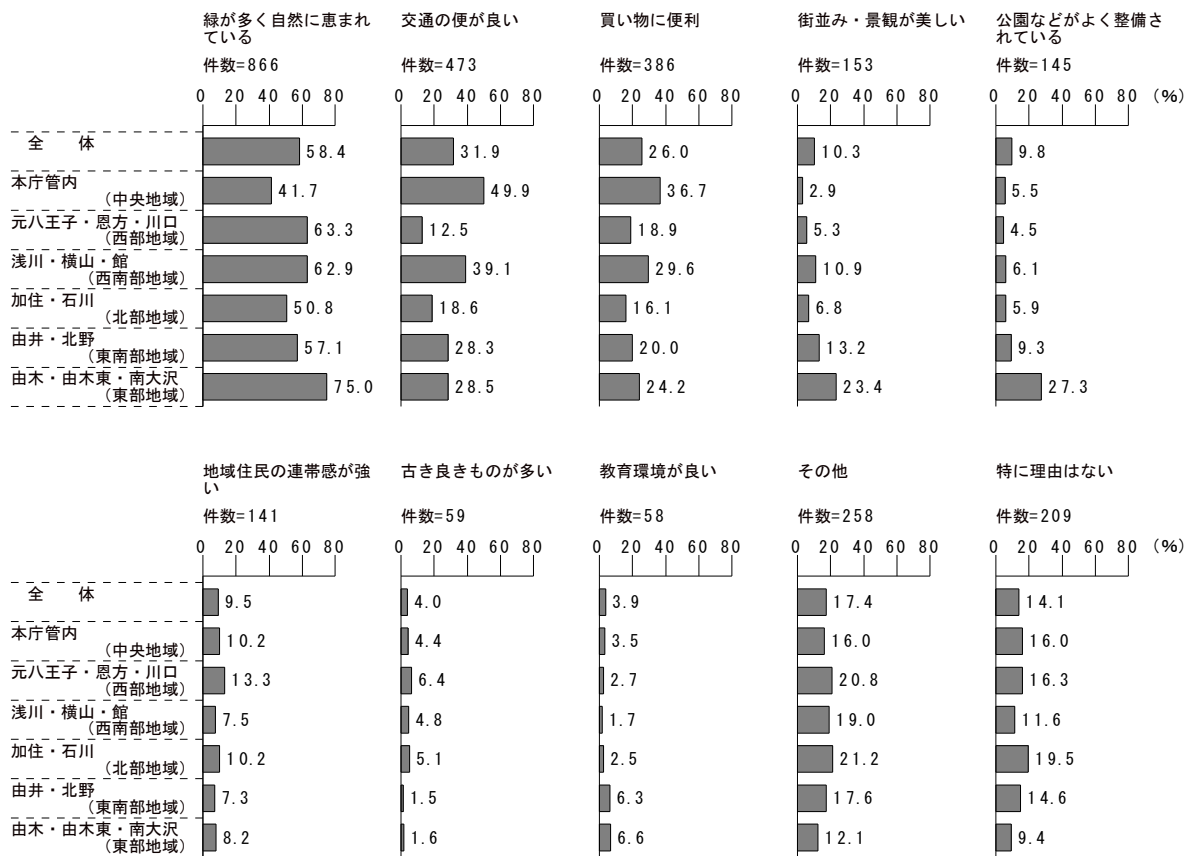 緑が多く自然に恵まれ
ている
交通の便が良い
買い物に便利
街並み・景観が美しい
公園などがよく整備さ
れている
件数=866
件数=473
件数=386
件数=153
件数=145
0 20 40 60 80
0 20 40 60 80
0 20 40 60 80
0 20 40 60 80
0 20 40 60 80 (%)
全 体 58.4 31.9 26.0 10.3 9.8
本庁管内
(中央地域) 41.7 49.9 36.7 2.9 5.5
元八王子・恩方・川口
(西部地域) 63.3 12.5 18.9 5.3 4.5
浅川・横山・館
(西南部地域) 62.9 39.1 29.6 10.9 6.1
加住・石川
(北部地域) 50.8 18.6 16.1 6.8 5.9
由井・北野
(東南部地域) 57.1 28.3 20.0 13.2 9.3
由木・由木東・南大沢
(東部地域) 75.0 28.5 24.2 23.4 27.3
地域住民の連帯感が強
い
古き良きものが多い
教育環境が良い
その他
特に理由はない
件数=141
件数=59
件数=58
件数=258
件数=209
0 20 40 60 80
0 20 40 60 80
0 20 40 60 80
0 20 40 60 80
0 20 40 60 80 (%)
全 体 9.5 4.0 3.9 17.4 14.1
本庁管内
(中央地域) 10.2 4.4 3.5 16.0 16.0
元八王子・恩方・川口
(西部地域) 13.3 6.4 2.7 20.8 16.3
浅川・横山・館
(西南部地域) 7.5 4.8 1.7 19.0 11.6
加住・石川
(北部地域) 10.2 5.1 2.5 21.2 19.5
由井・北野
(東南部地域) 7.3 1.5 6.3 17.6 14.6
由木・由木東・南大沢
(東部地域) 8.2 1.6 6.6 12.1 9.4